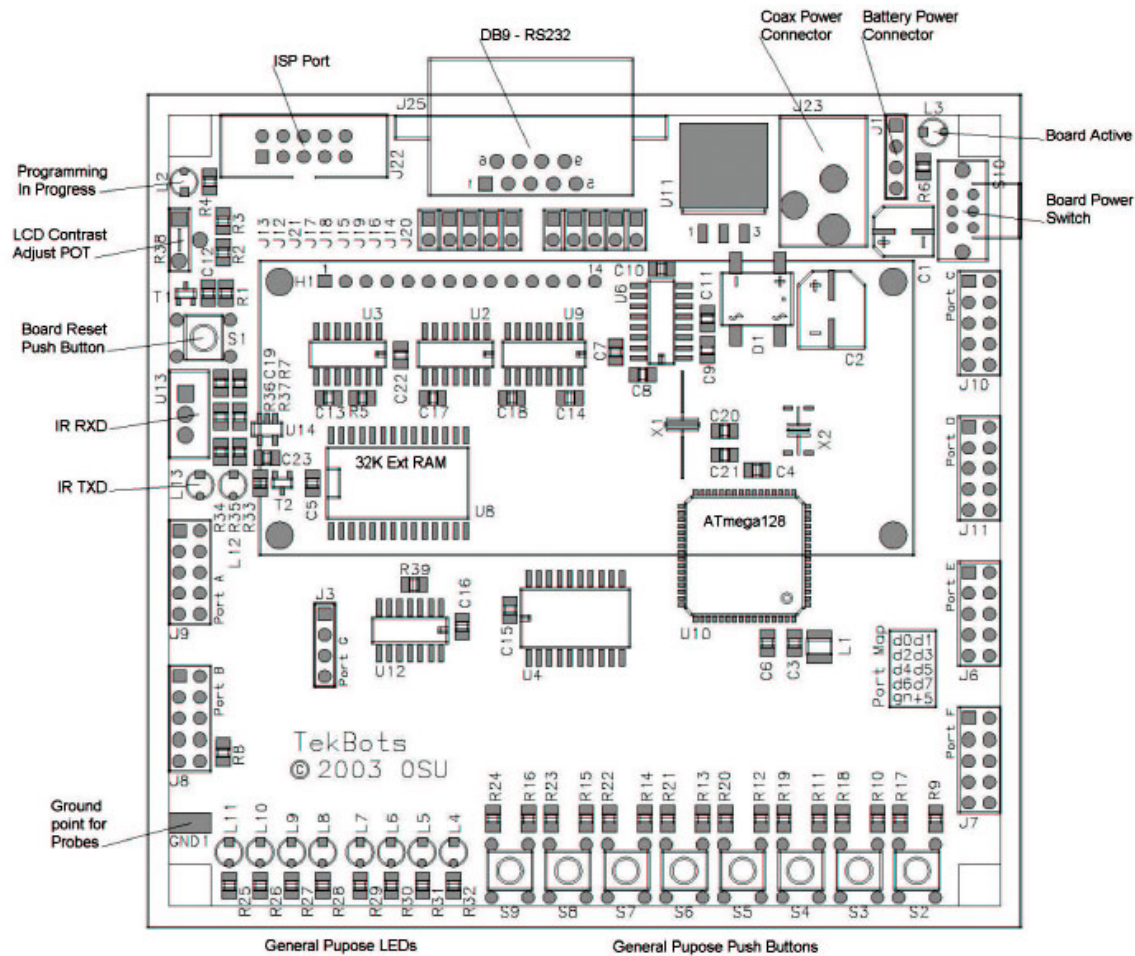 Coax Power
Connector
Battery Power
Connector
DB9 - RS232
ISP Port
J25
J23
J1
L3
Board Active
J22
Programming
In Progress
L2
R4
U11
R6
S10
Board Power
Switch
6 9
1 5
LCD Contrast
Adjust POT
R38
R3
R2
C12
J13
J12
J21
J17
J18
J15
J19
J16
J14
J20
1 3
C1
T1
R1
H1
1
14
C10
U6
C11
Port C
Board Reset
Push Button
S1
U3
U2
U9
C7
C9
D1
C2
J10
U13
C19
R7
R36
R37
C22
C8
C13
R5
C17
C18
C14
IR RXD
U14
X1
C20
X2
Port D
C23
32K Ext RAM
C21
C4
IR TXD
L13
T2
C5
U8
ATmega128
J11
R34
R35
R33
L12
Port A
J9
R39
J3
C16
C15
Port E
U12
U4
U10
C6
C3
L1
Port G
Port Map
d0d1
d2d3
d4d5
d6d7
gn+5
J6
Port B
J8
R8
TekBots
© 2003 OSU
Port F
J7
Ground
point for
Probes
GND1
L11
L10
L9
L8
L7
L6
L5
L4
R24
R16
R23
R15
R22
R14
R21
R13
R20
R12
R19
R11
R18
R10
R17
R9
R25
R26
R27
R28
R29
R30
R31
R32
S9
S8
S7
S6
S5
S4
S3
S2
General Pupose LEDs
General Pupose Push Buttons